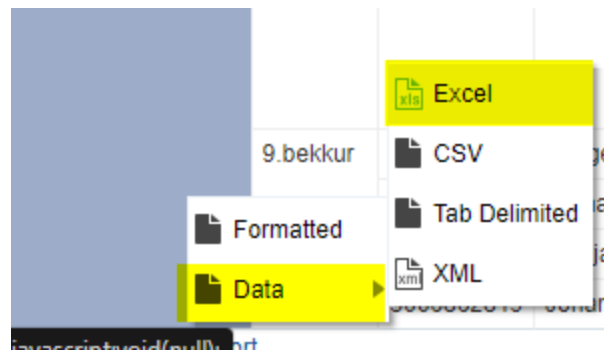 Excel
9.bekkur
CSV
Tab Delimited
Formatted
XML
Data